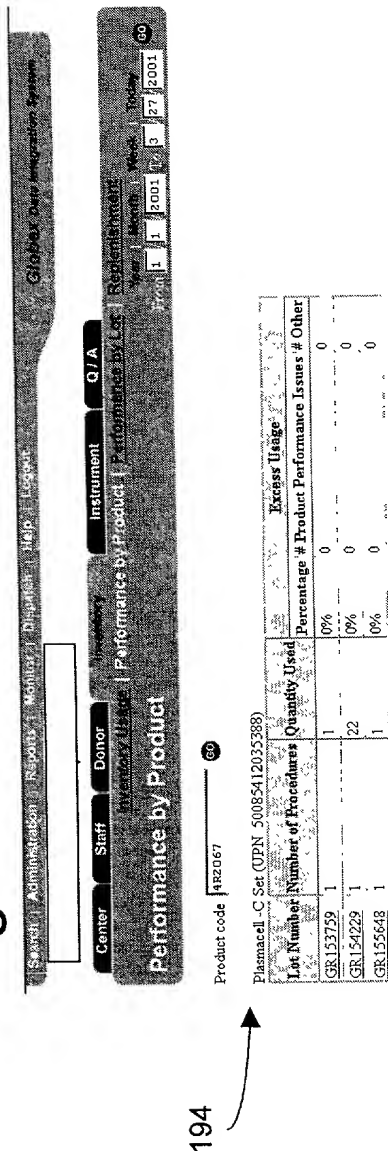 Search | Administration | Reports | Monitor | Dispatch | Help | Logout
Globox Data Integration System
Center Staff Donor Inventory Instrument Q / A
Inventory Usage | Performance by Product | Performance by Lot | Replenishment
Performance by Product
Year | Month | Week | Today
From 1 1 2001 To 3 27 2001 GO
Product code 4R2067 GO
194
Plasmacell -C Set (UPN 50085412035388)
Excess Usage
Lot Number Number of Procedures Quantity Used Percentage # Product Performance Issues # Other
GR153759 1 1 0% 0 0
GR154229 1 22 0% 0 0
GR155648 1 1 0% 0 0